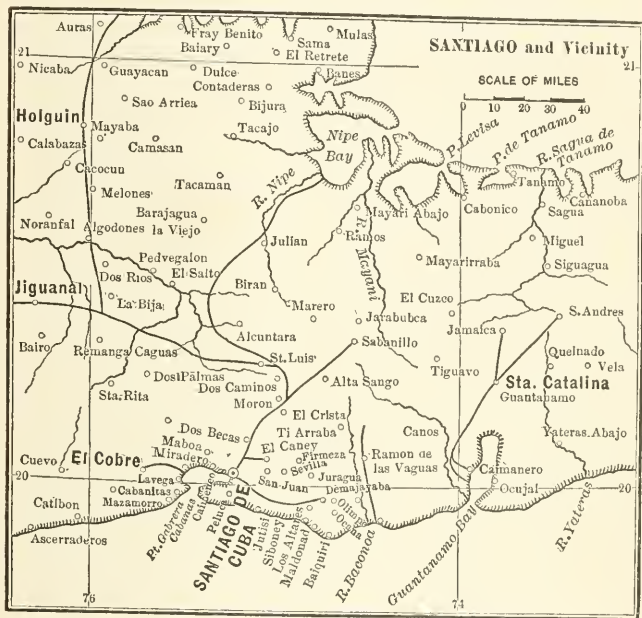 SANTIAGO and Vicinity
SCALE OF MILES
0 10 20 30 40
21
21
20
20
76
74
Auras
Fray Benito
Mulas
Baiary
Sama
El Retrete
Nicaba
Guayacan
Dulce
Banes
Contaderas
Sao Arriea
Bijura
Holguin
Mayaba
Tacajo
Nipe
Bay
P. Levisa
P. de Tanamo
R. Sagua de
Tanamo
Calabazas
Camasan
Cacocun
Melones
Tacaman
R. Nipe
Tanamo
Cananoba
Cabonico
Sagua
Noranfal
Barajagua
Mayari Abajo
Algodones
la Viejo
Ramos
R. Mayani
Julian
Miguel
Pedvegalon
Mayarirraba
Siguagua
Dos Rios
El Salto
Jiguanal
La Bija
Biran
Marero
El Cuzco
Jarabubca
Jamaica
S. Andres
Alcuntara
Bairo
Remanga
Caguas
Sabanillo
St. Luis
Quelnado
Vela
Dos Palmas
Dos Caminos
Alta Sango
Tiguavo
Sta. Catalina
Guantanamo
Sta. Rita
Moron
El Crista
Dos Becas
Ti Arraba
Canos
Yateras Abajo
Maboa
El Caney
Miradero
Firmeza
Ramon de
las Vaguas
Cuevo
El Cobre
Sevilla
San Juan
Juragua
Caimanero
Lavega
Demajayaba
Ocujal
Cabanitas
Mazamorro
Catibon
Ascerraderos
Pt. Gobrera
Cabanas
SANTIAGO DE
CUBA
Jutisi
Siboney
Los Altares
Maldonad
Baiquiri
Olimpo
Ocana
R. Baconoa
Guantanamo Bay
R. Yateras